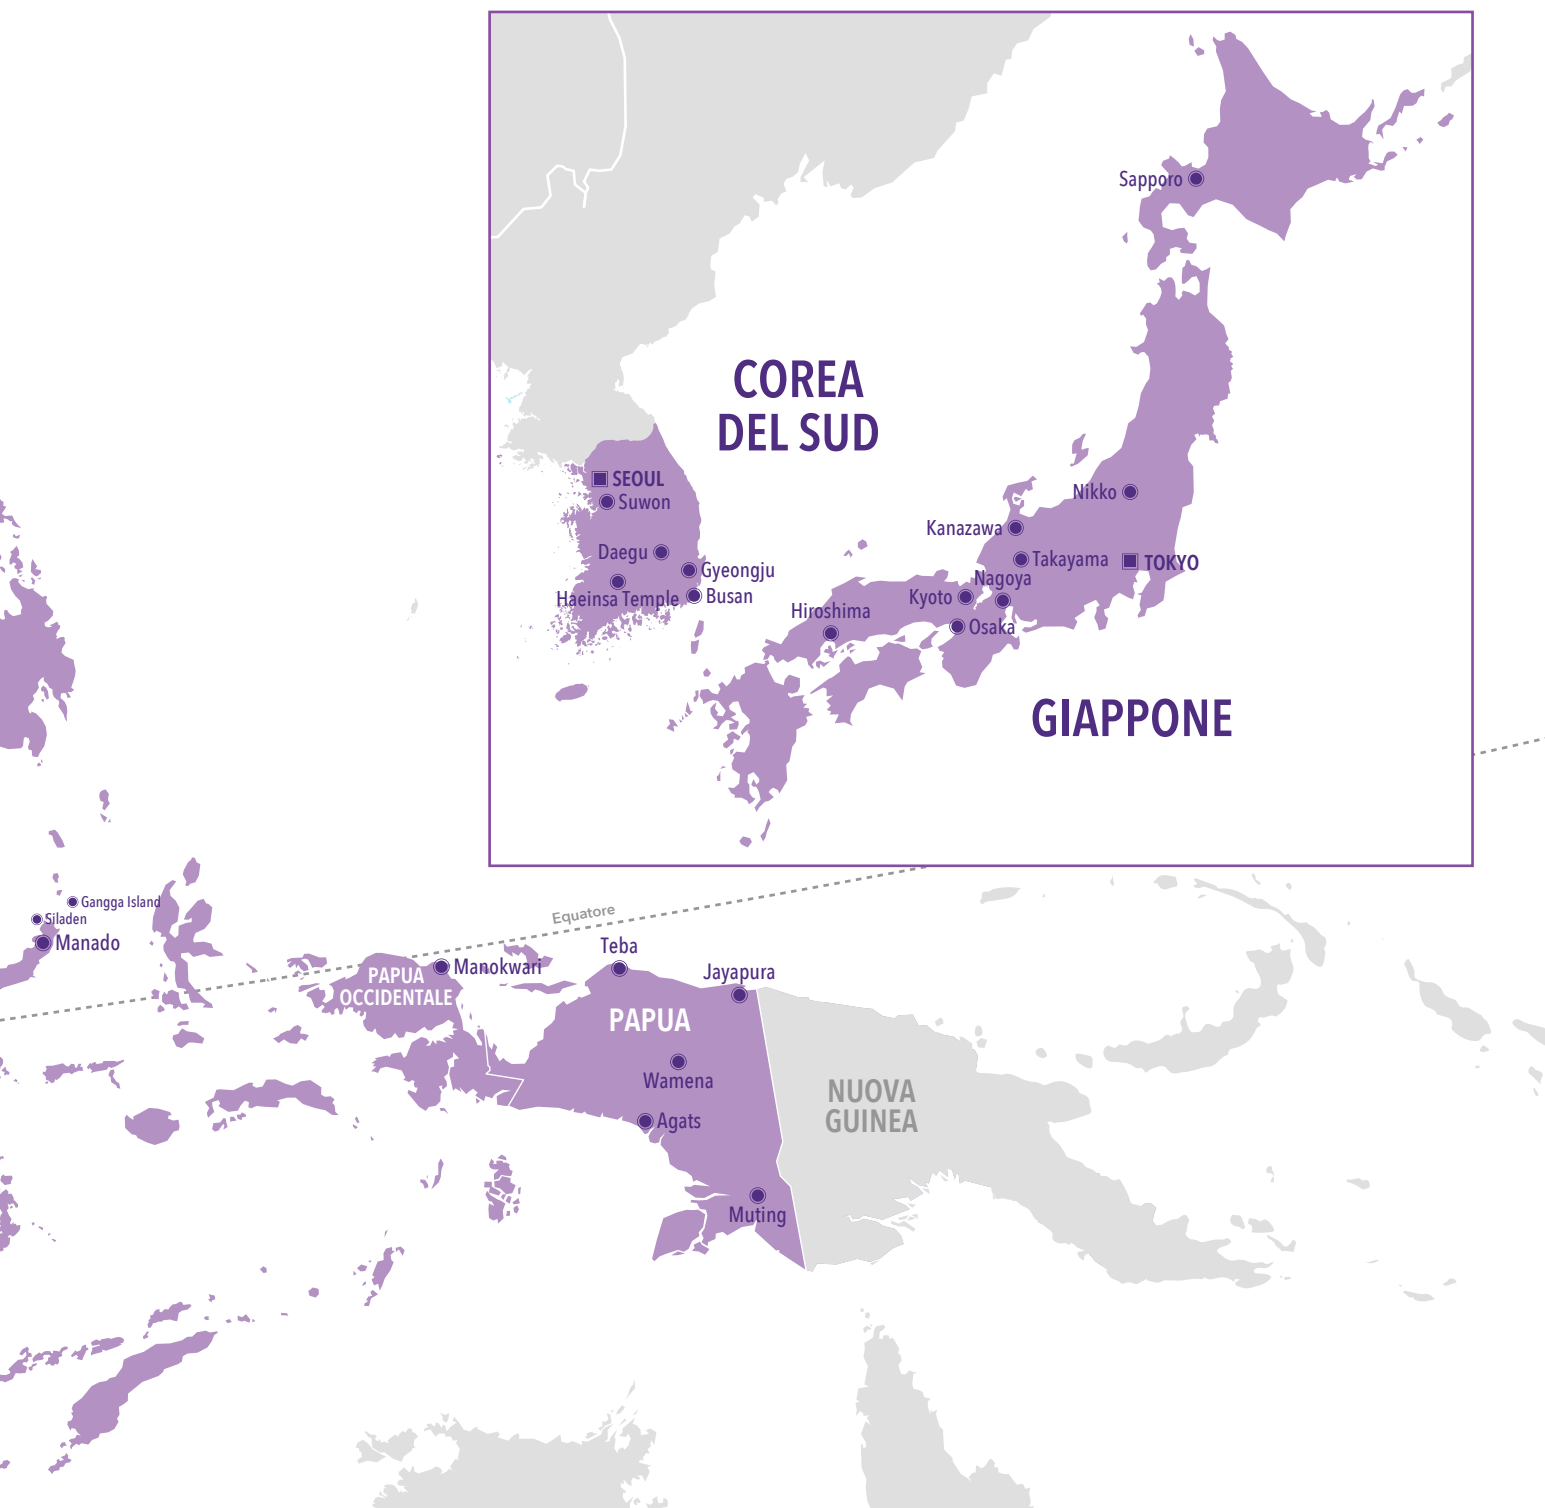 Sapporo
COREA
DEL SUD
SEOUL
Suwon
Nikko
Kanazawa
Daegu
Takayama
TOKYO
Gyeongju
Nagoya
Haeinsa Temple
Busan
Kyoto
Hiroshima
Osaka
GIAPPONE
Gangga Island
Siladen
Manado
Equatore
Teba
Manokwari
Jayapura
PAPUA
OCCIDENTALE
PAPUA
Wamena
NUOVA
GUINEA
Agats
Muting